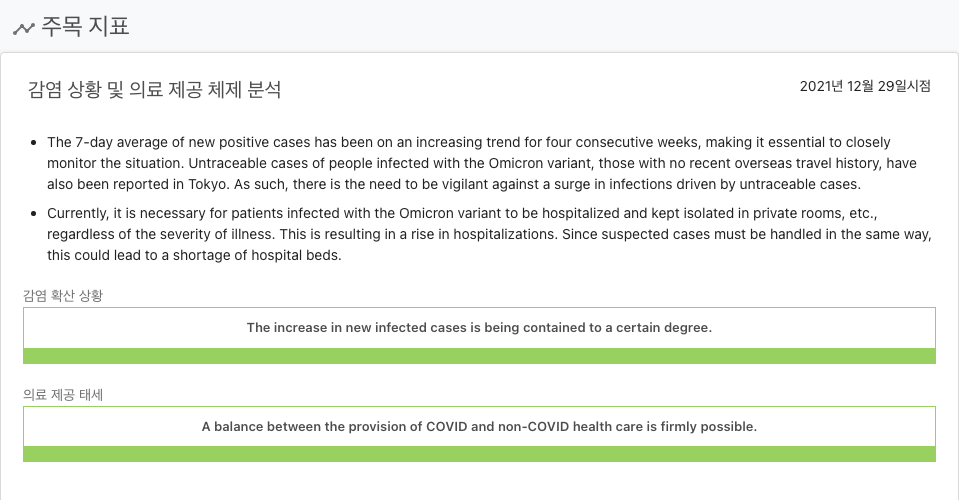 주목 지표
감염 상황 및 의료 제공 체제 분석
2021년 12월 29일시점
The 7-day average of new positive cases has been on an increasing trend for four consecutive weeks, making it essential to closely
monitor the situation. Untraceable cases of people infected with the Omicron variant, those with no recent overseas travel history, have
also been reported in Tokyo. As such, there is the need to be vigilant against a surge in infections driven by untraceable cases.
Currently, it is necessary for patients infected with the Omicron variant to be hospitalized and kept isolated in private rooms, etc.,
regardless of the severity of illness. This is resulting in a rise in hospitalizations. Since suspected cases must be handled in the same way,
this could lead to a shortage of hospital beds.
감염 확산 상황
The increase in new infected cases is being contained to a certain degree.
의료 제공 태세
A balance between the provision of COVID and non-COVID health care is firmly possible.